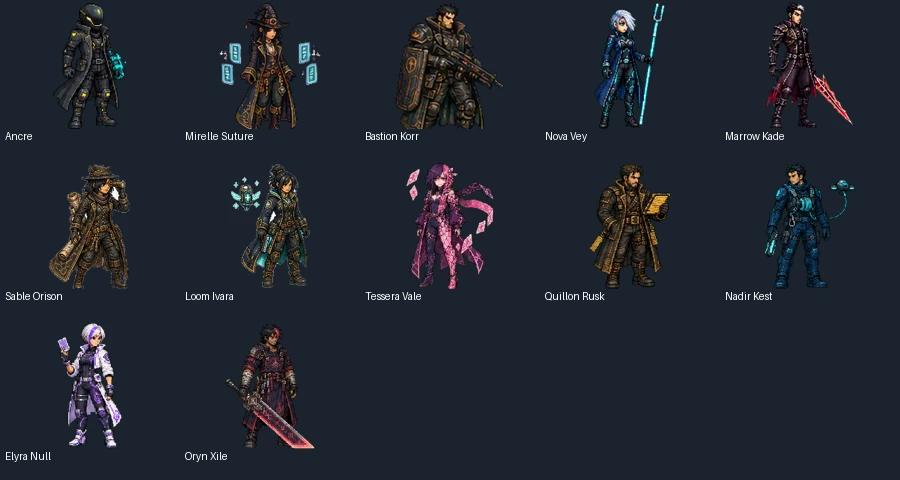 Ancre
Mirelle Suture
Bastion Korr
Nova Vey
Marrow Kade
Sable Orison
Loom Ivara
Tessera Vale
Quillon Rusk
Nadir Kest
Elyra Null
Oryn Xile